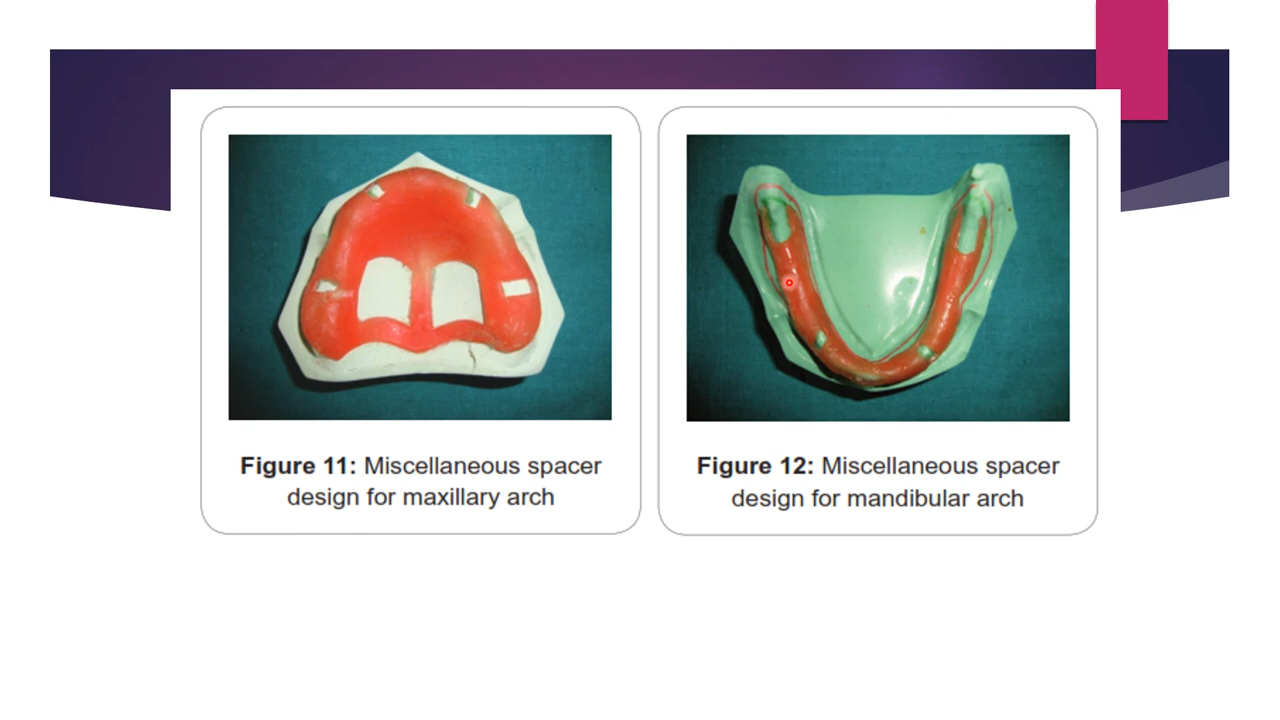 Figure 11: Miscellaneous spacer
design for maxillary arch
Figure 12: Miscellaneous spacer
design for mandibular arch